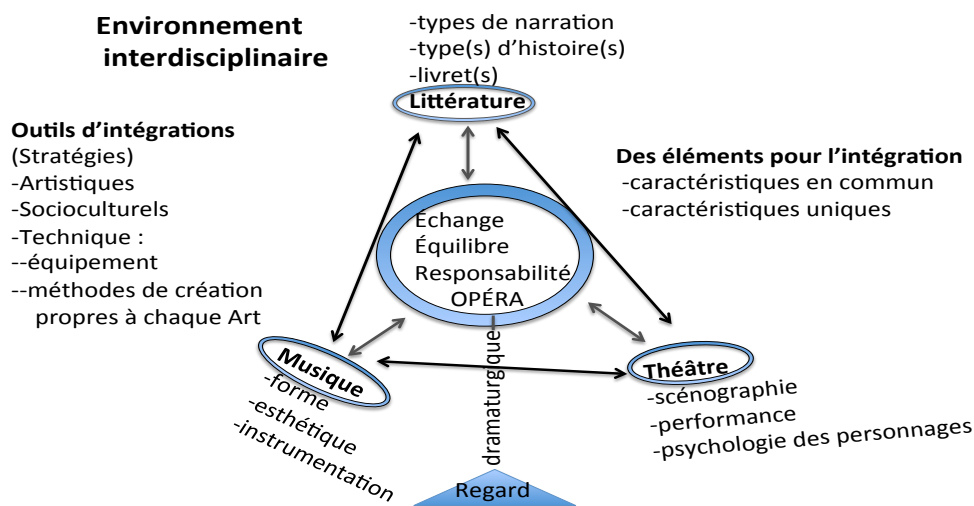 Environnement
interdisciplinaire
-types de narration
-type(s) d’histoire(s)
-livret(s)
Littérature
Outils d’intégrations
(Stratégies)
-Artistiques
-Socioculturels
-Technique :
--équipement
--méthodes de création
propres à chaque Art
Des éléments pour l’intégration
-caractéristiques en commun
-caractéristiques uniques
Échange
Équilibre
Responsabilité
OPÉRA
Musique
-forme
-esthétique
-instrumentation
Théâtre
-scénographie
-performance
-psychologie des personnages
dramaturgique
Regard